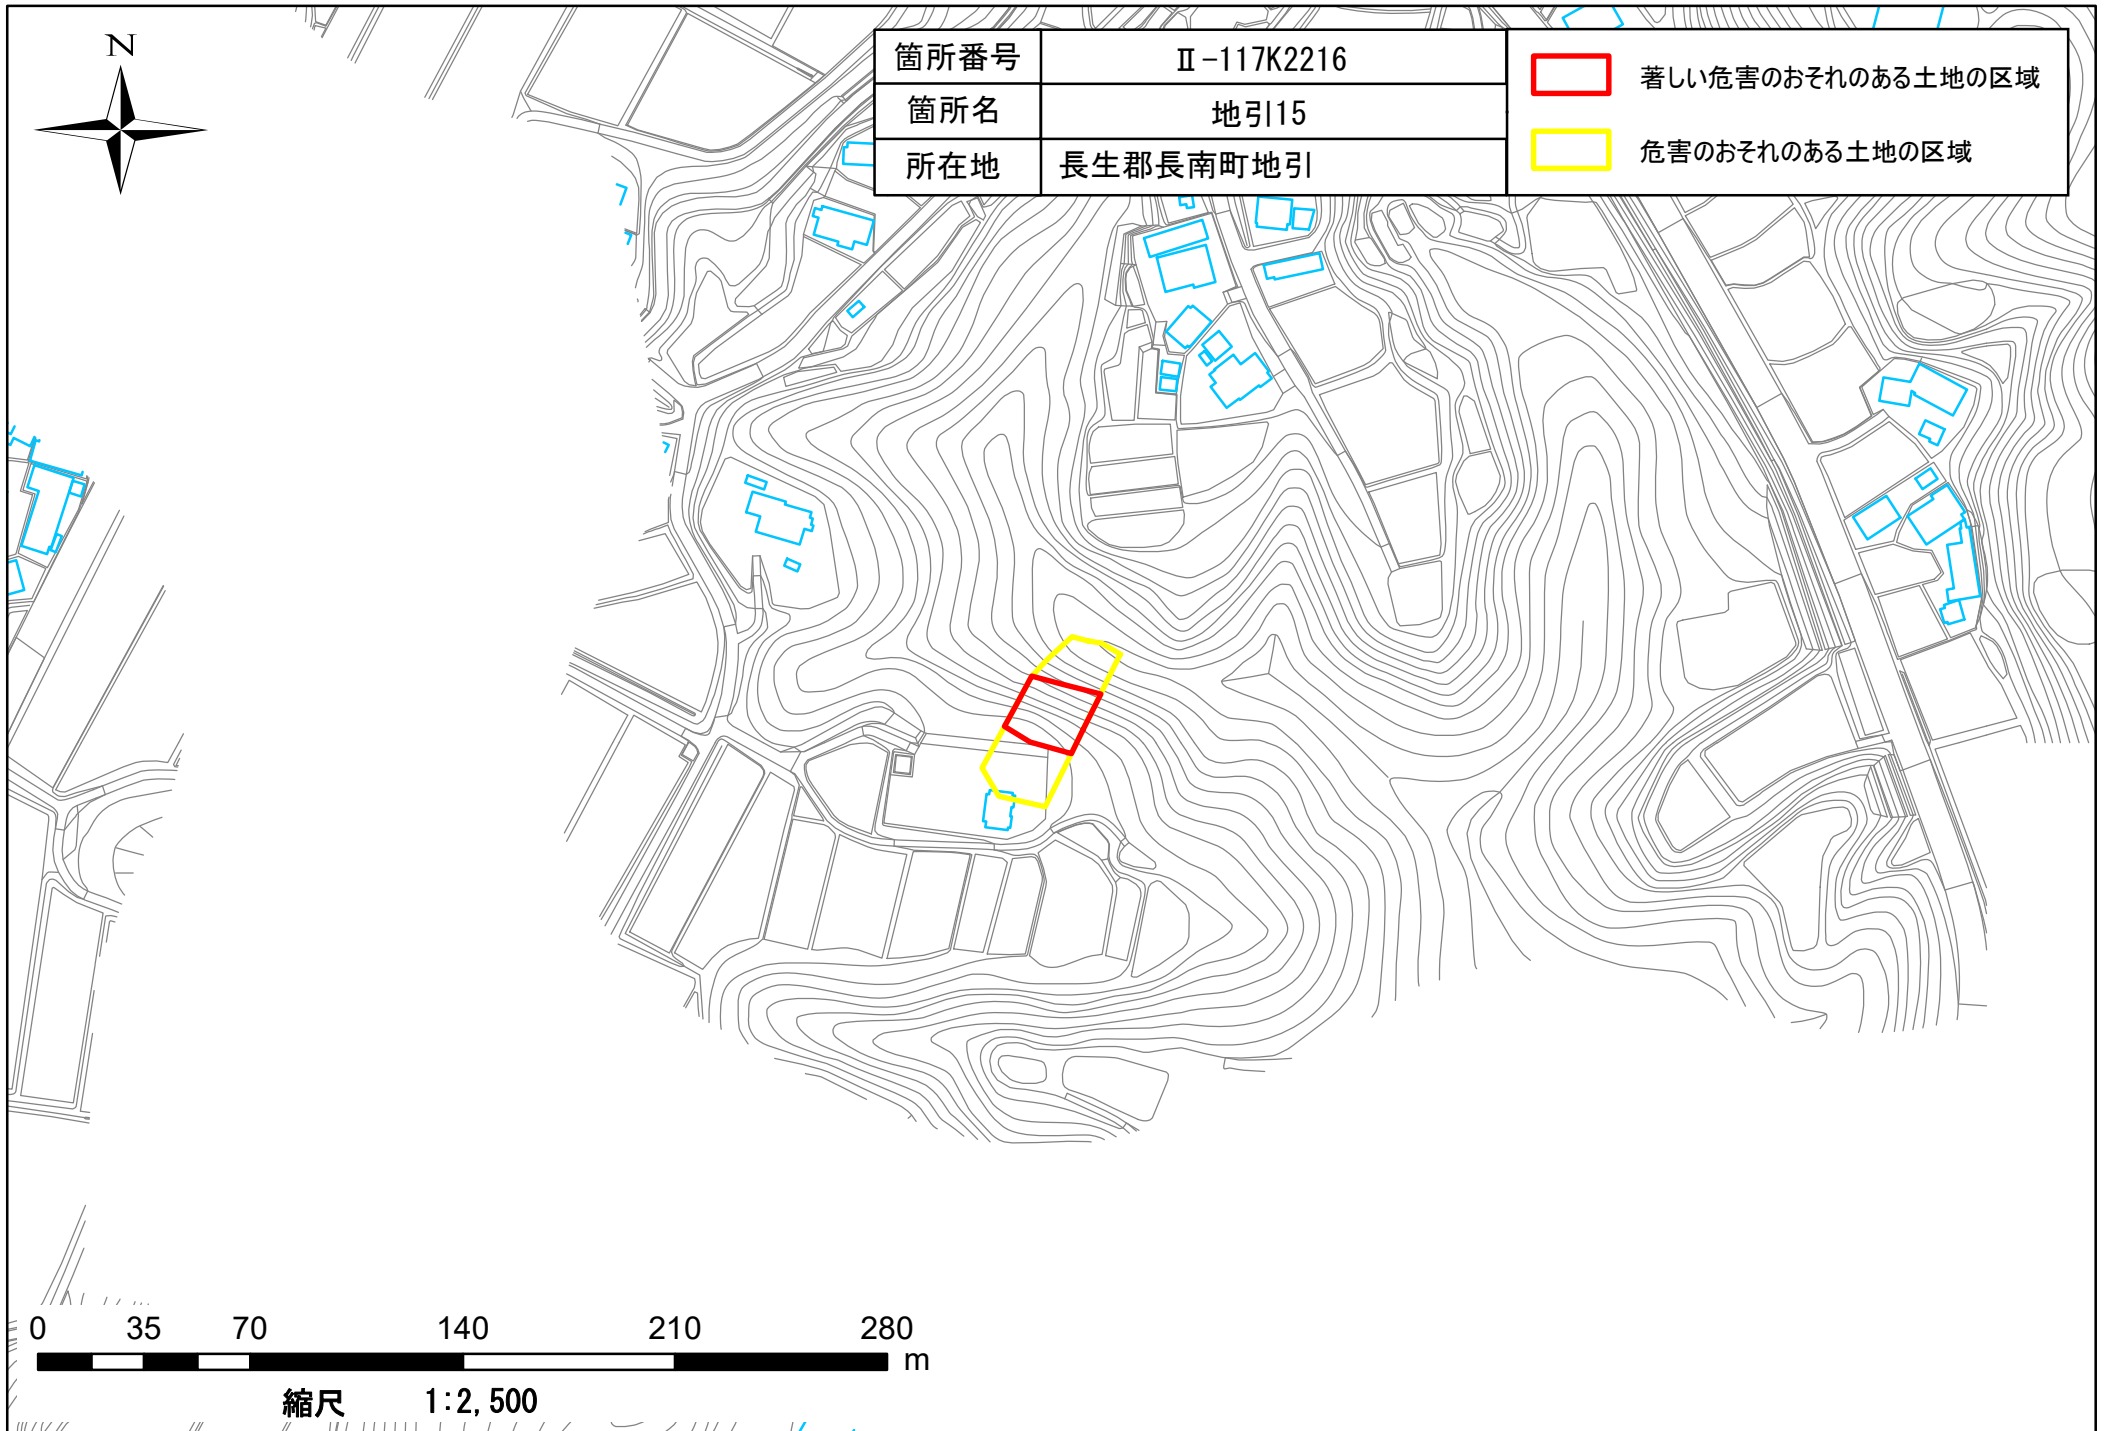 N
箇所番号 Ⅱ-117K2216
箇所名 地引15
所在地 長生郡長南町地引
著しい危害のおそれのある土地の区域
危害のおそれのある土地の区域
0 35 70 140 210 280
m
縮尺 1:2,500